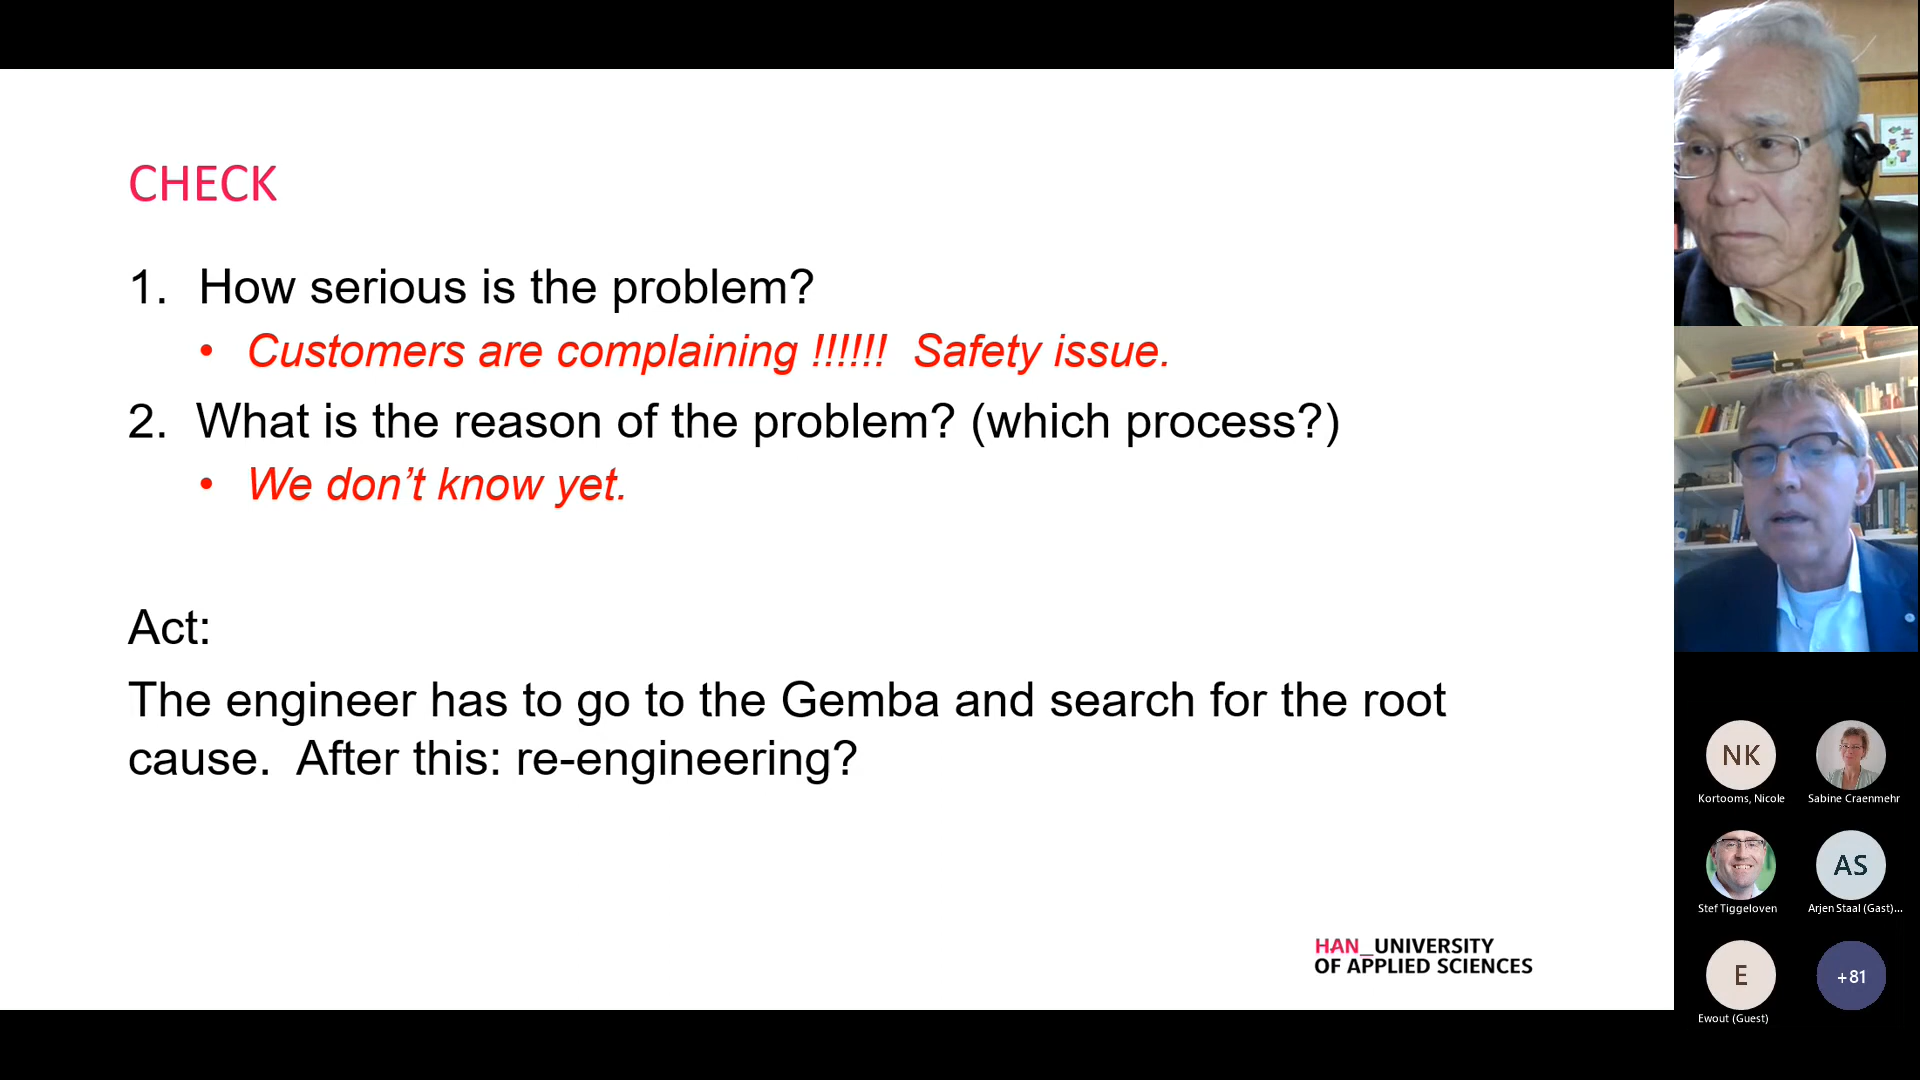 CHECK
1. How serious is the problem?
• Customers are complaining !!!!!!  Safety issue.
2. What is the reason of the problem? (which process?)
• We don’t know yet.
Act:
The engineer has to go to the Gemba and search for the root
cause.  After this: re-engineering?
HAN_UNIVERSITY
OF APPLIED SCIENCES
NK
Kortooms, Nicole
Sabine Craenmehr
Stef Tiggeloven
AS
Arjen Staal (Gast)...
E
Ewout (Guest)
+81